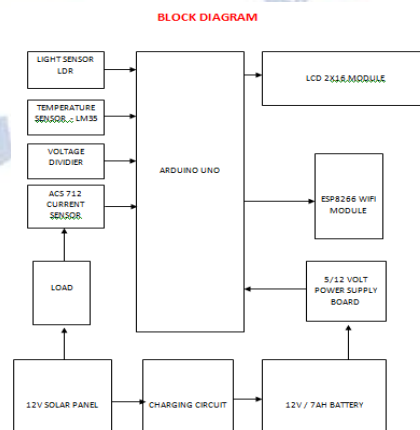 BLOCK DIAGRAM
LIGHT SENSOR
LDR
TEMPERATURE
SENSOR - LM35
VOLTAGE
DIVIDIER
ACS 712
CURRENT
SENSOR
LOAD
12V SOLAR PANEL
ARDUINO UNO
CHARGING CIRCUIT
LCD 2X16 MODULE
ESP8266 WIFI
MODULE
5/12 VOLT
POWER SUPPLY
BOARD
12V / 7AH BATTERY